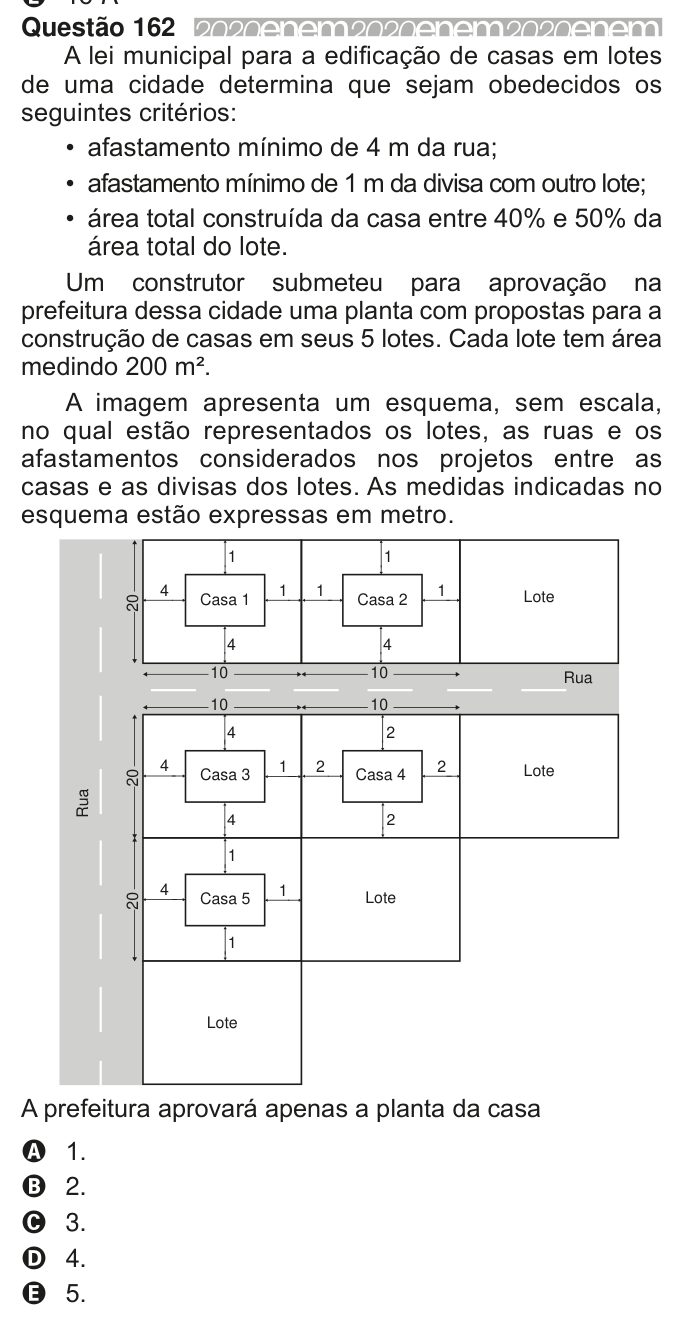 Questão 162 2020enem2020enem2020enem
A lei municipal para a edificação de casas em lotes
de uma cidade determina que sejam obedecidos os
seguintes critérios:
• afastamento mínimo de 4 m da rua;
• afastamento mínimo de 1 m da divisa com outro lote;
• área total construída da casa entre 40% e 50% da
área total do lote.
Um construtor submeteu para aprovação na
prefeitura dessa cidade uma planta com propostas para a
construção de casas em seus 5 lotes. Cada lote tem área
medindo 200 m².
A imagem apresenta um esquema, sem escala,
no qual estão representados os lotes, as ruas e os
afastamentos considerados nos projetos entre as
casas e as divisas dos lotes. As medidas indicadas no
esquema estão expressas em metro.
1 1
20 4 Casa 1 1 1 Casa 2 1 Lote
4 4
10 10 Rua
10 10
4 2
20 4 Casa 3 1 2 Casa 4 2 Lote
Rua
4 2
1
20 4 Casa 5 1 Lote
1
Lote
A prefeitura aprovará apenas a planta da casa
A 1.
B 2.
C 3.
D 4.
E 5.